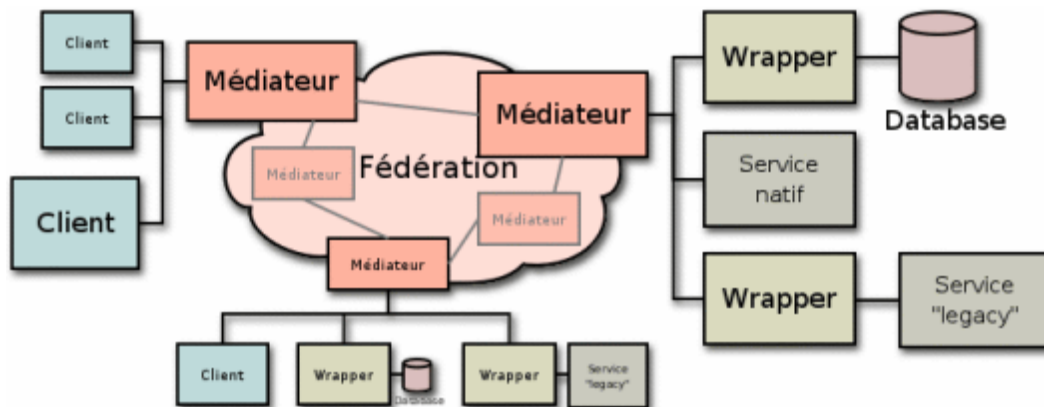 Client
Client
Client
Médiateur
Médiateur
Fédération
Médiateur
Médiateur
Médiateur
Wrapper
Database
Service
natif
Wrapper
Service
"legacy"
Client
Wrapper
Database
Wrapper
Service
"legacy"